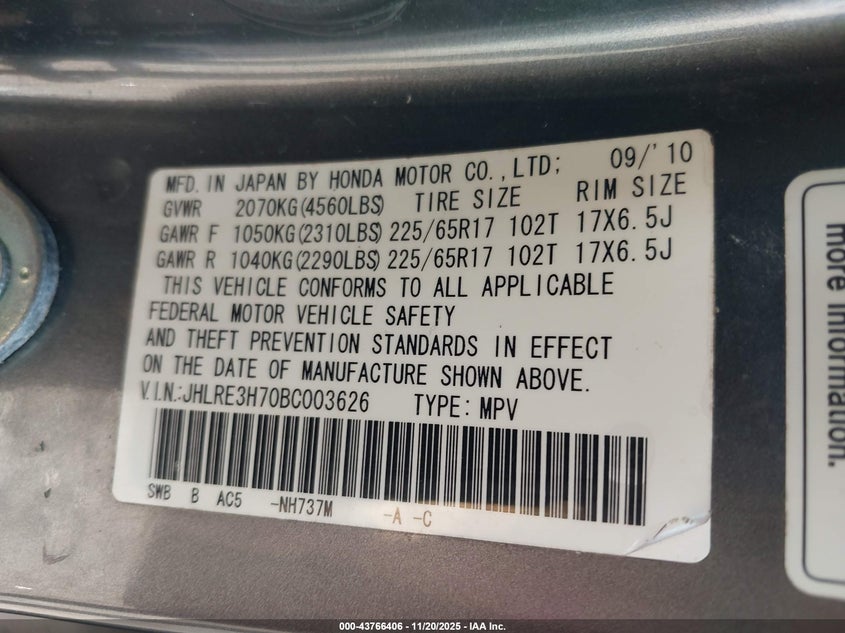 MFD. IN JAPAN BY HONDA MOTOR CO., LTD; 09/'10
GVWR 2070KG(4560LBS) TIRE SIZE RIM SIZE
GAWR F 1050KG(2310LBS) 225/65R17 102T 17X6.5J
GAWR R 1040KG(2290LBS) 225/65R17 102T 17X6.5J
THIS VEHICLE CONFORMS TO ALL APPLICABLE
FEDERAL MOTOR VEHICLE SAFETY
AND THEFT PREVENTION STANDARDS IN EFFECT
ON THE DATE OF MANUFACTURE SHOWN ABOVE.
V.I.N.:JHLRE3H70BC003626 TYPE: MPV
SWB B AC5 -NH737M -A -C
more information.
000-43766406 - 11/20/2025 - IAA Inc.